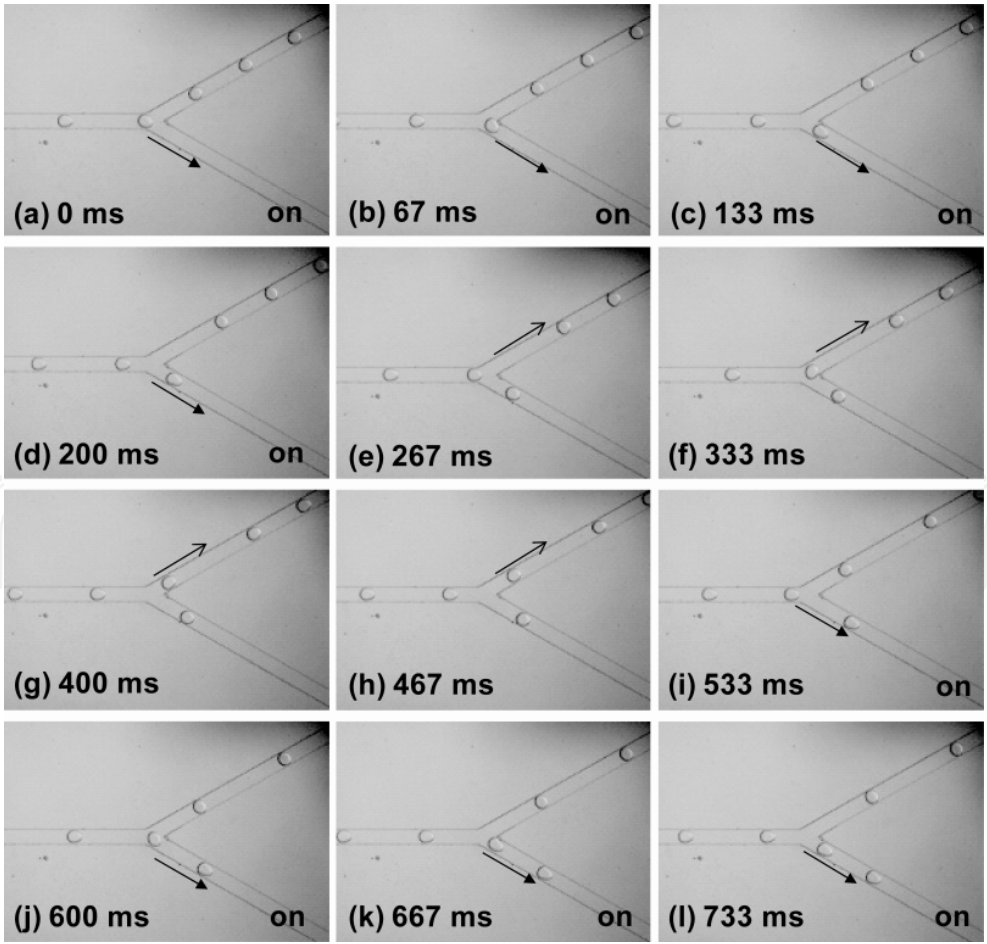 (a) 0 ms on
(b) 67 ms on
(c) 133 ms on
(d) 200 ms on
(e) 267 ms
(f) 333 ms
(g) 400 ms
(h) 467 ms
(i) 533 ms on
(j) 600 ms on
(k) 667 ms on
(l) 733 ms on